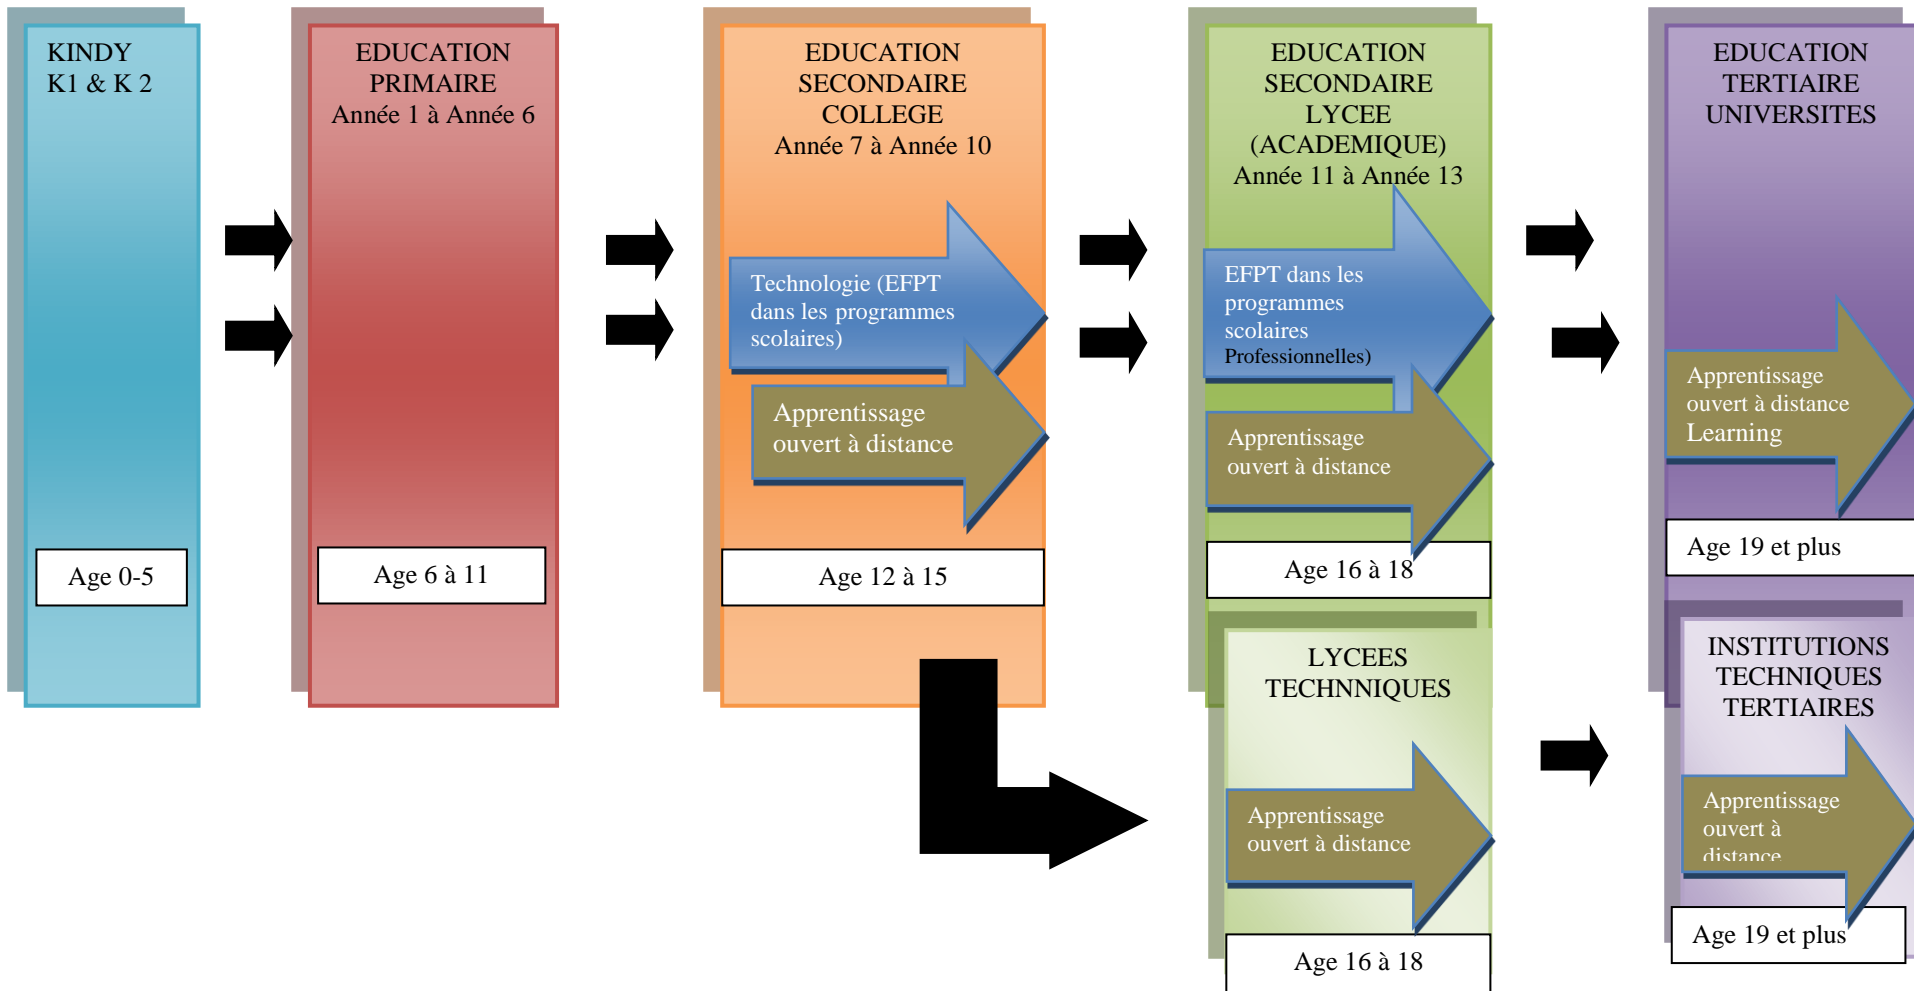 KINDY
K1 & K 2
Age 0-5
EDUCATION
PRIMAIRE
Année 1 à Année 6
Age 6 à 11
EDUCATION
SECONDAIRE
COLLEGE
Année 7 à Année 10
Technologie (EFPT
dans les programmes
scolaires)
Apprentissage
ouvert à distance
Age 12 à 15
EDUCATION
SECONDAIRE
LYCEE
(ACADEMIQUE)
Année 11 à Année 13
EFPT dans les
programmes
scolaires
Professionnelles)
Apprentissage
ouvert à distance
Age 16 à 18
LYCEES
TECHNNIQUES
Apprentissage
ouvert à distance
Age 16 à 18
EDUCATION
TERTIAIRE
UNIVERSITES
Apprentissage
ouvert à distance
Learning
Age 19 et plus
INSTITUTIONS
TECHNIQUES
TERTIAIRES
Apprentissage
ouvert à
distance
Age 19 et plus